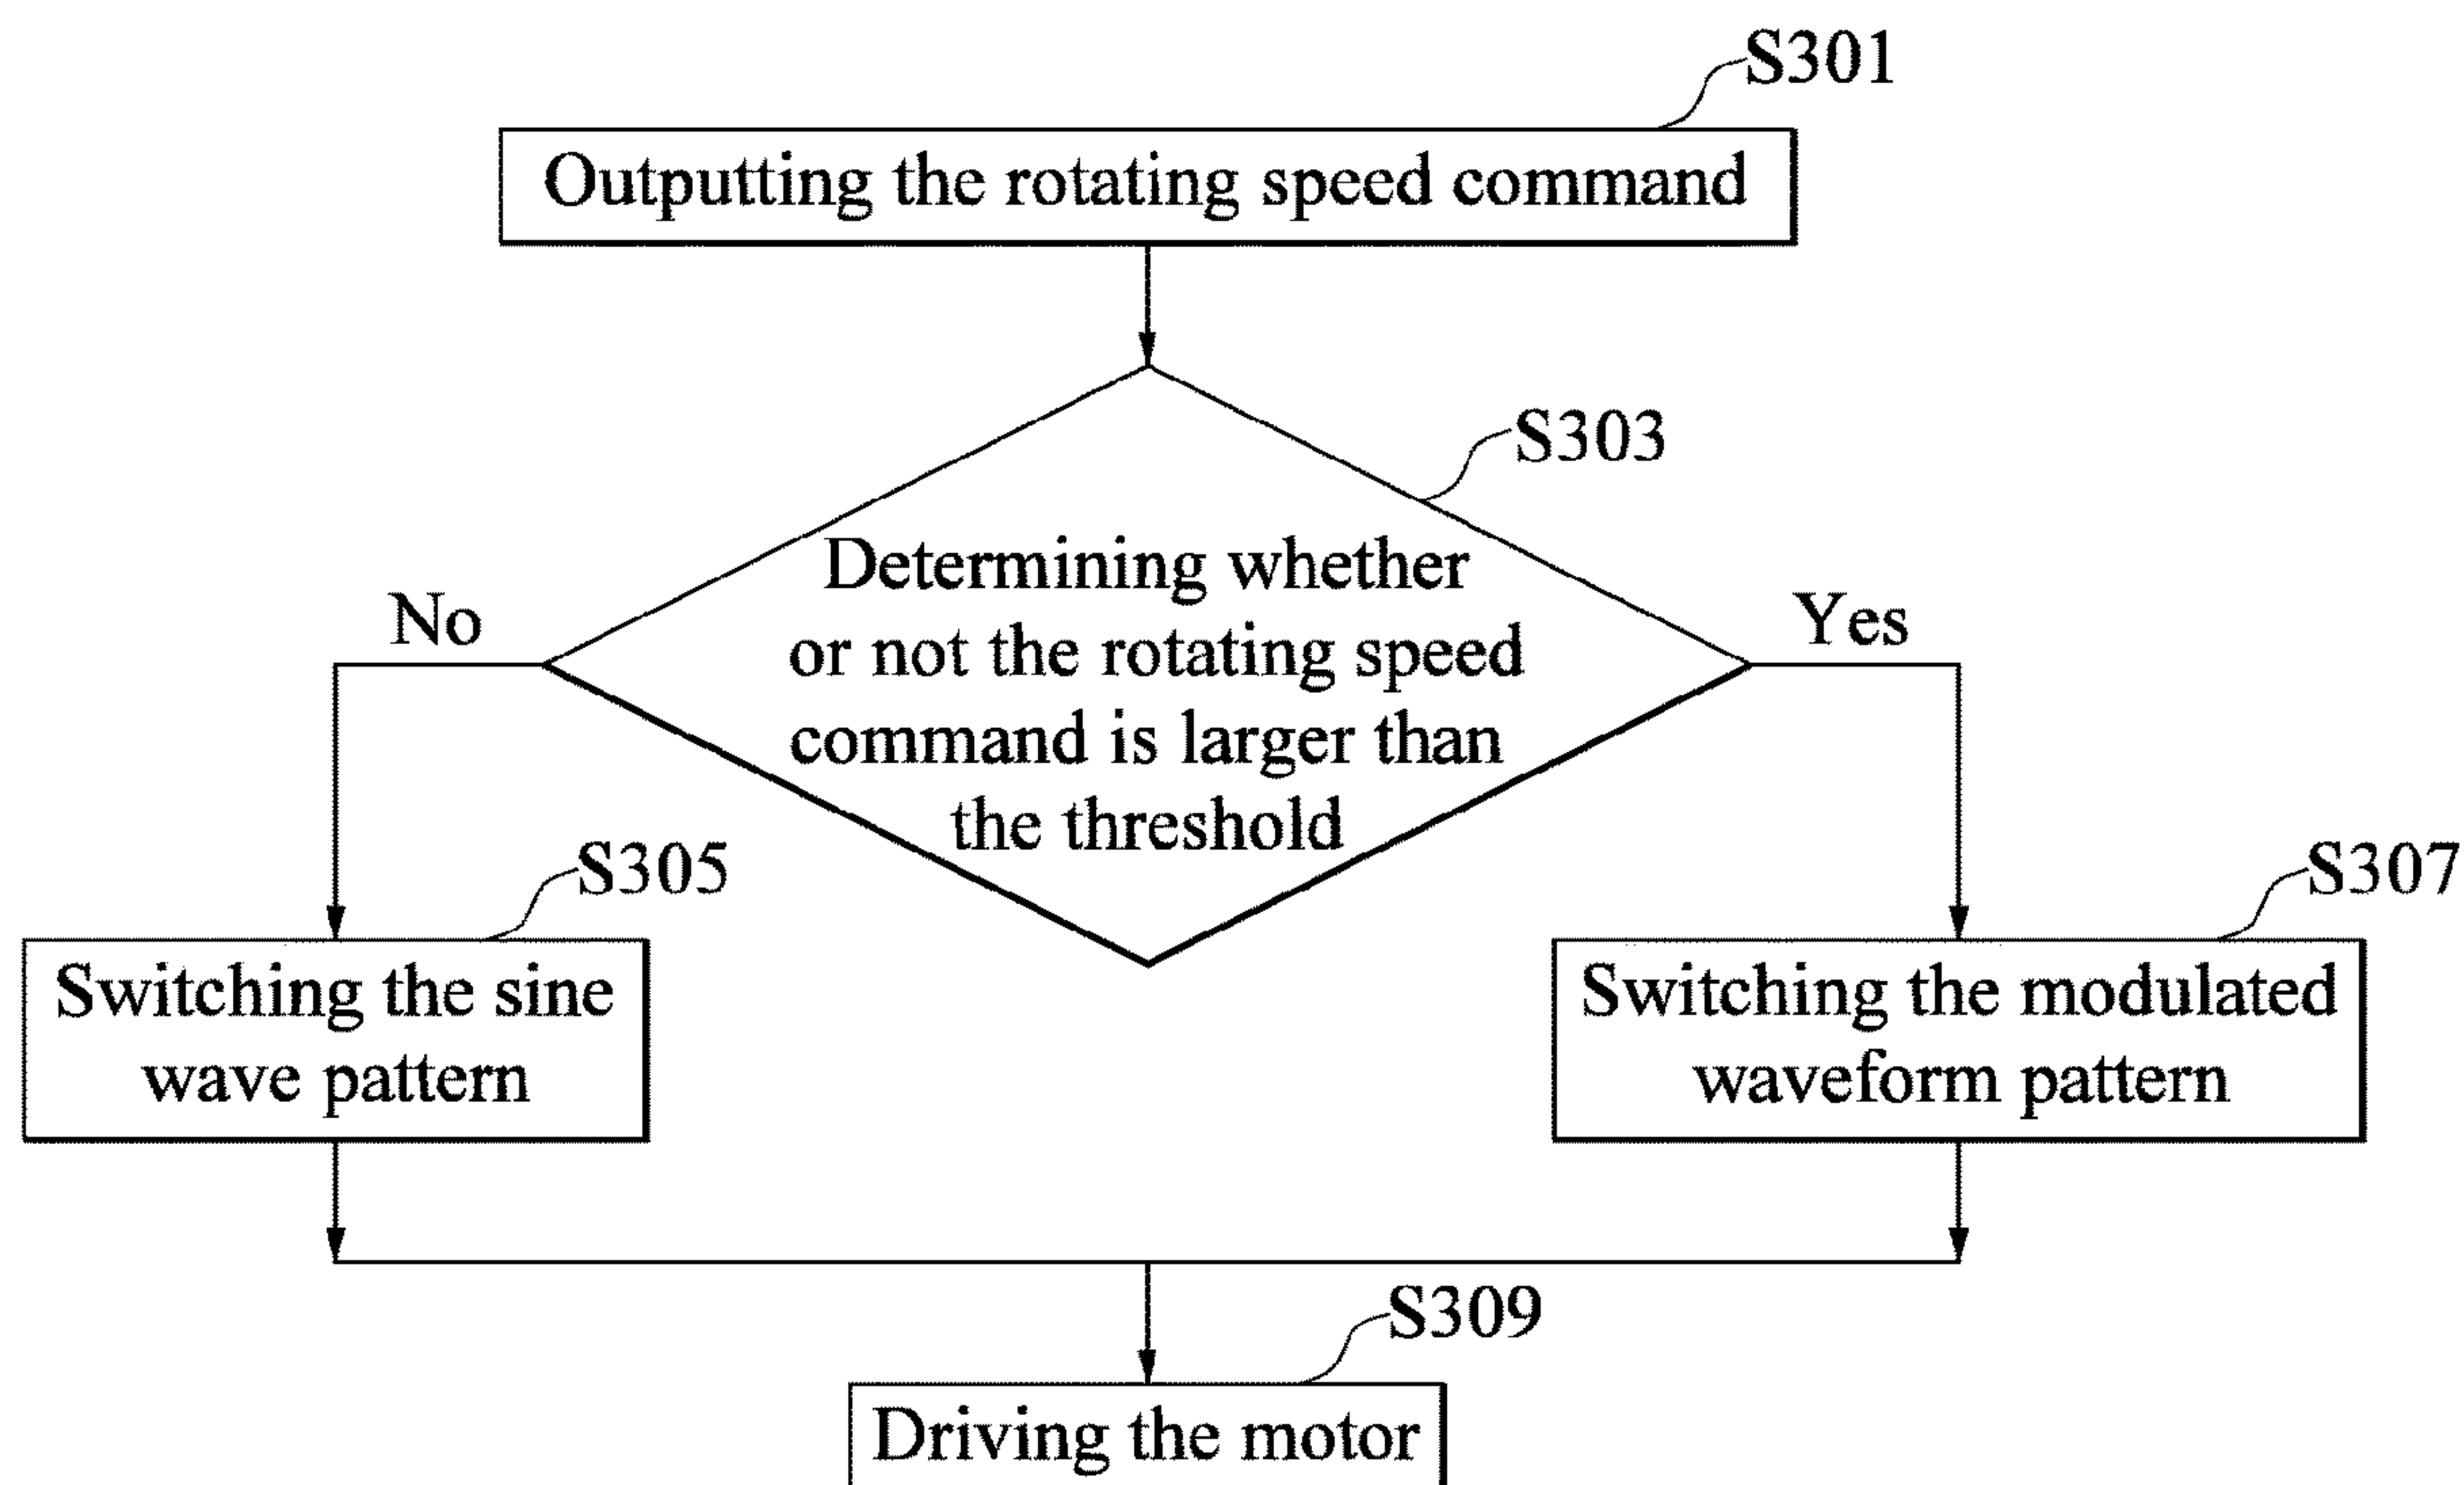 S301
Outputting the rotating speed command
S303
Determining whether
or not the rotating speed
command is larger than
the threshold
No
Yes
S305
Switching the sine
wave pattern
S307
Switching the modulated
waveform pattern
S309
Driving the motor